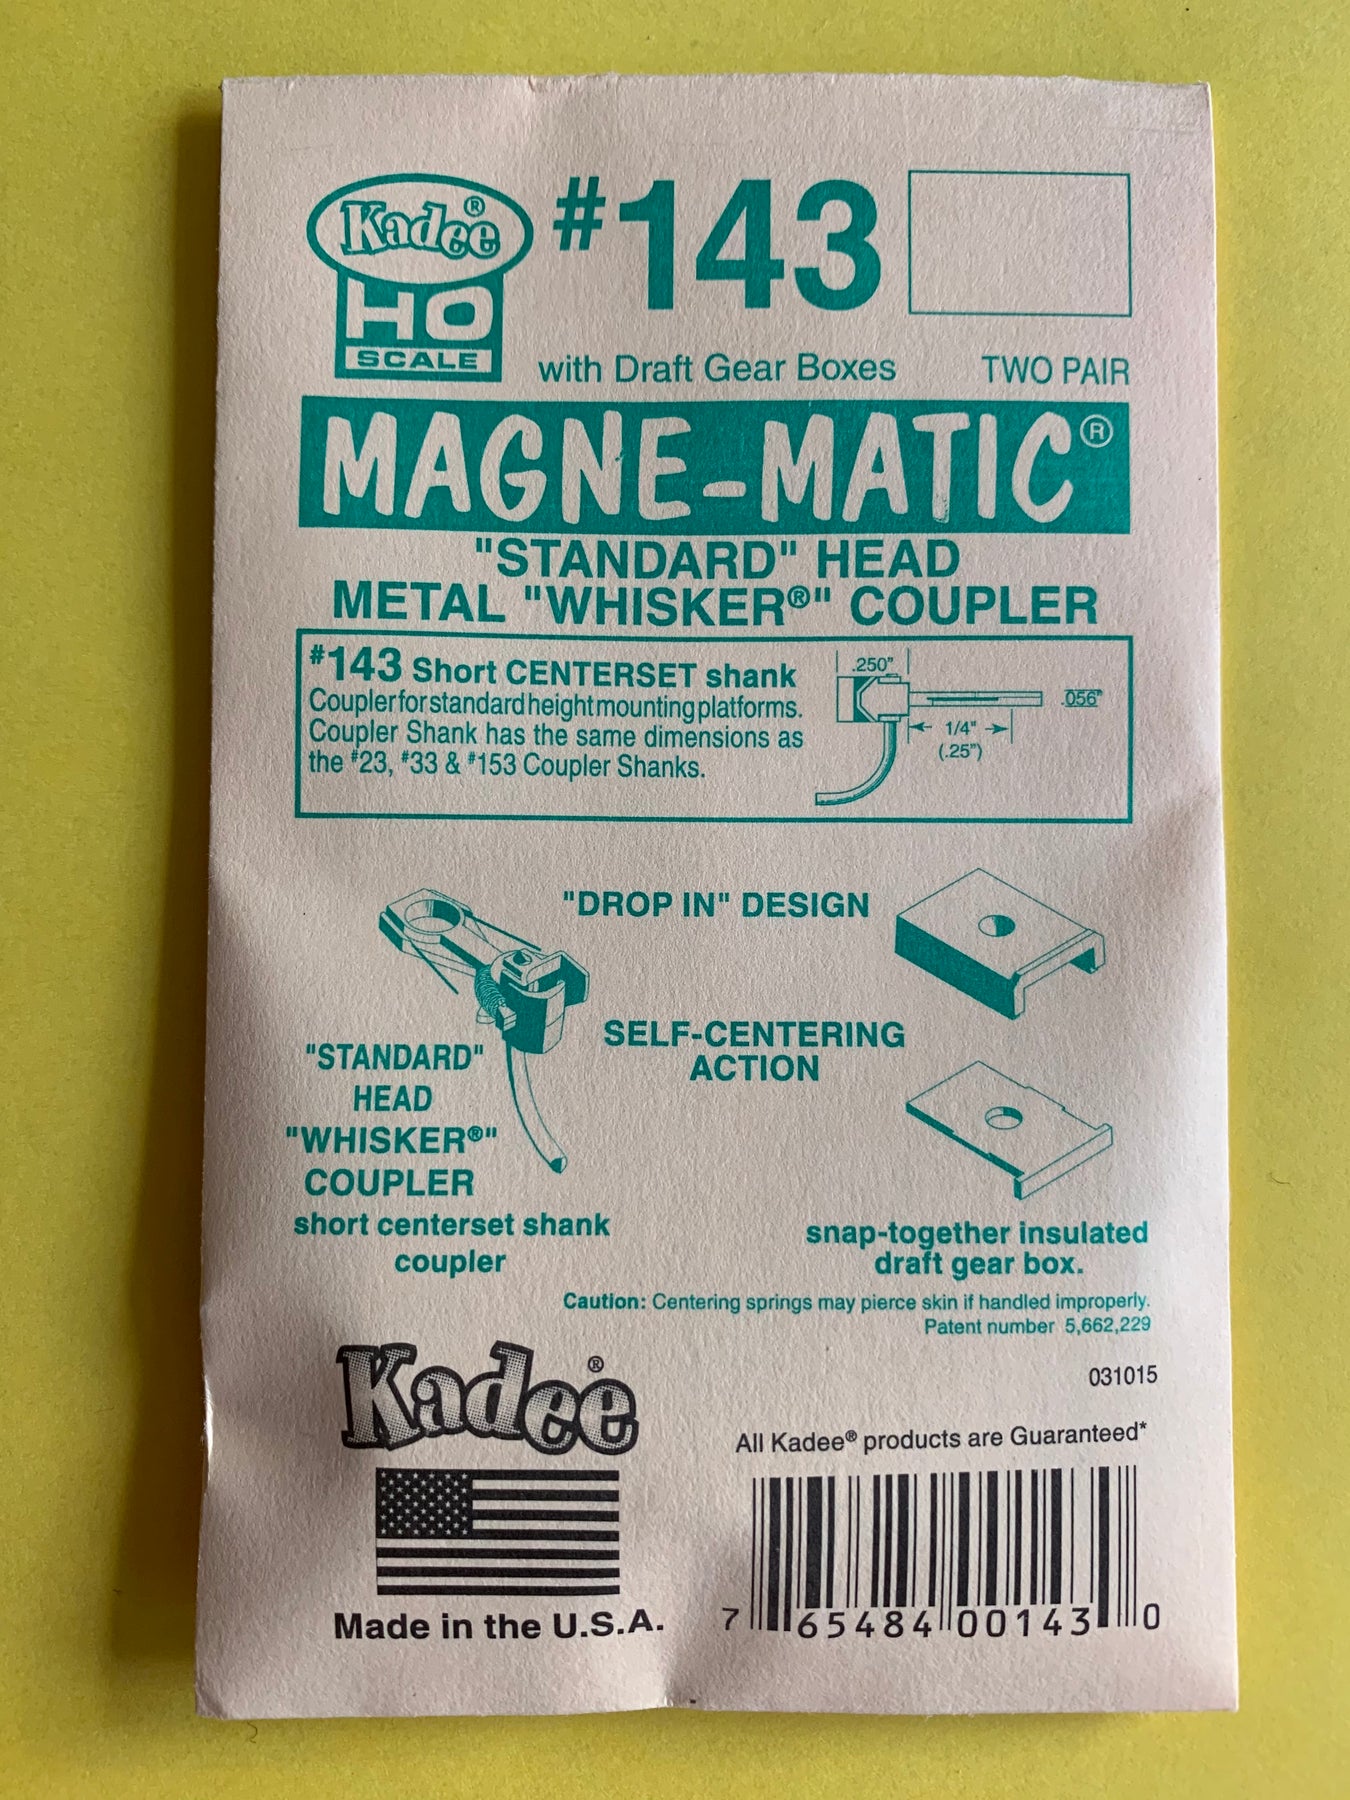 Kadee®
HO
SCALE
#143
with Draft Gear Boxes
TWO PAIR
MAGNE-MATIC®
"STANDARD" HEAD
METAL "WHISKER®" COUPLER
#143 Short CENTERSET shank
Coupler for standard height mounting platforms.
Coupler Shank has the same dimensions as
the #23, #33 & #153 Coupler Shanks.
.250"
.056"
1/4"
(.25")
"DROP IN" DESIGN
SELF-CENTERING
ACTION
"STANDARD"
HEAD
"WHISKER®"
COUPLER
short centerset shank
coupler
snap-together insulated
draft gear box.
Caution: Centering springs may pierce skin if handled improperly.
Patent number 5,662,229
031015
Kadee®
All Kadee® products are Guaranteed*
Made in the U.S.A.
7 65484 00143 0